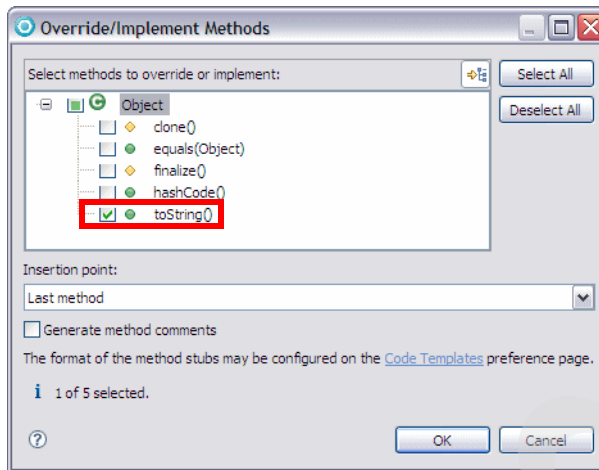 Override/Implement Methods
Select methods to override or implement:
Select All
Deselect All
C Object
clone()
equals(Object)
finalize()
hashCode()
toString()
Insertion point:
Last method
Generate method comments
The format of the method stubs may be configured on the Code Templates preference page.
i 1 of 5 selected.
? OK Cancel